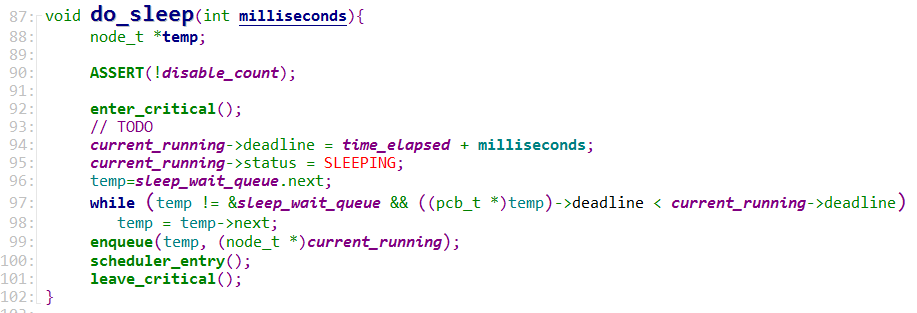 87: void do_sleep(int milliseconds){
88: node_t *temp;
89:
90: ASSERT(!disable_count);
91:
92: enter_critical();
93: // TODO
94: current_running->deadline = time_elapsed + milliseconds;
95: current_running->status = SLEEPING;
96: temp=sleep_wait_queue.next;
97: while (temp != &sleep_wait_queue && ((pcb_t *)temp)->deadline < current_running->deadline)
98: temp = temp->next;
99: enqueue(temp, (node_t *)current_running);
100: scheduler_entry();
101: leave_critical();
102: }